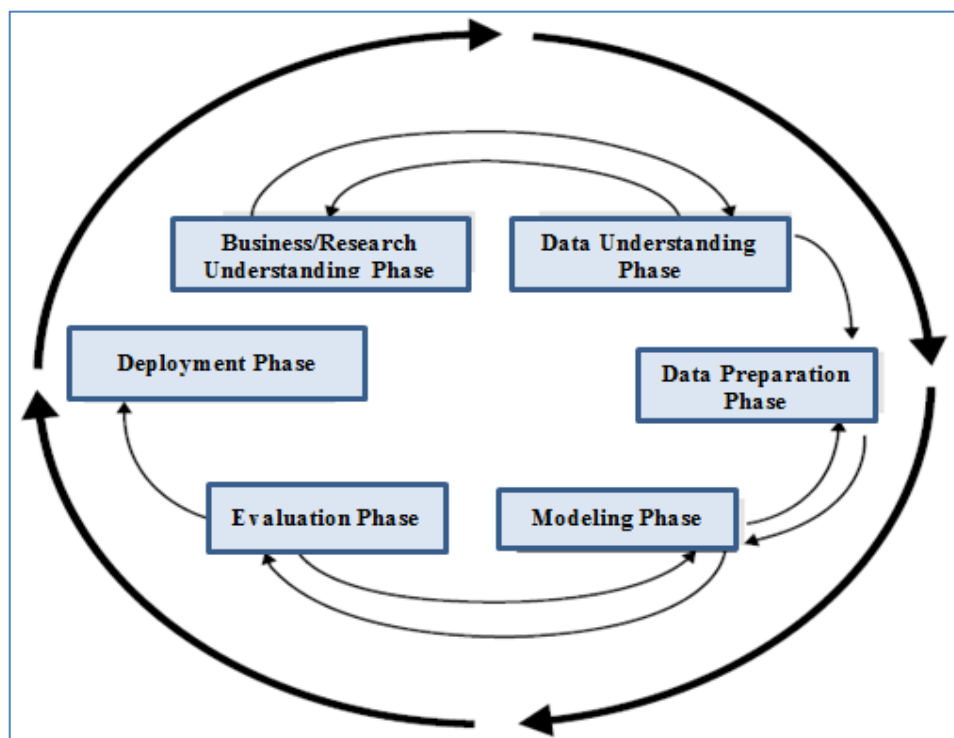 Business/Research
Understanding Phase
Data Understanding
Phase
Deployment Phase
Data Preparation
Phase
Evaluation Phase
Modeling Phase